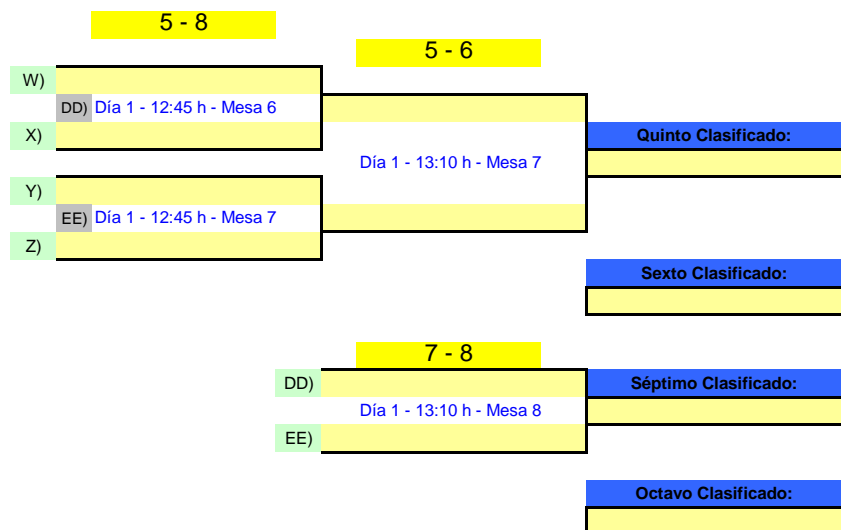 5 - 8
5 - 6
W)
DD) Día 1 - 12:45 h - Mesa 6
X)
Quinto Clasificado:
Día 1 - 13:10 h - Mesa 7
Y)
EE) Día 1 - 12:45 h - Mesa 7
Z)
Sexto Clasificado:
7 - 8
DD)
Séptimo Clasificado:
Día 1 - 13:10 h - Mesa 8
EE)
Octavo Clasificado: